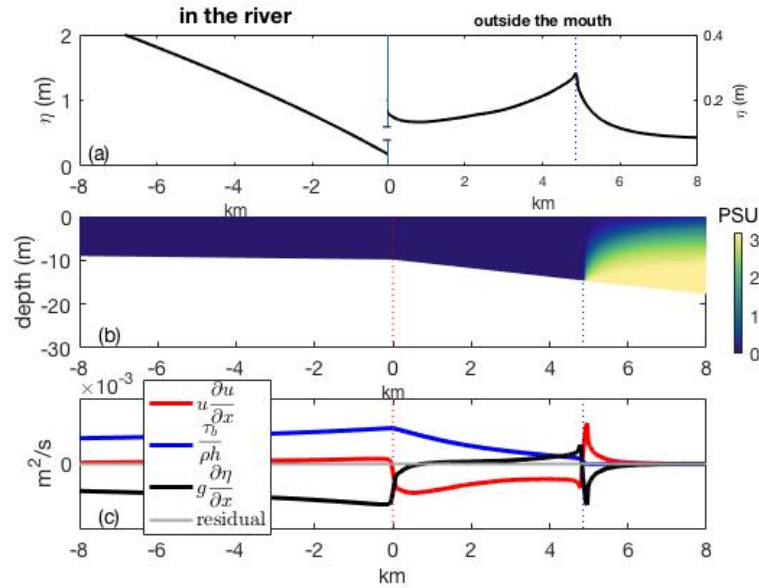 in the river
outside the mouth
η (m)
2
1
0
(a)
0.4
0.2
η (m)
-8 -6 -4 -2 0 2 4 6 8
km km
depth (m)
0
-10
-20
-30
(b)
PSU
3
2
1
0
-8 -6 -4 -2 0 2 4 6 8
km
×10⁻³
m²/s
0
(c)
u ∂u/∂x
τ_b/ρh
g ∂η/∂x
residual
-8 -6 -4 -2 0 2 4 6 8
km